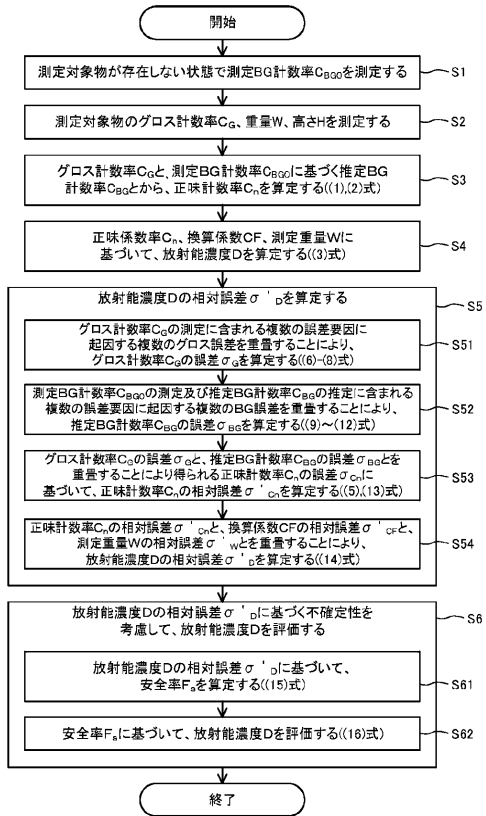 開始
測定対象物が存在しない状態で測定BG計数率CBG0を測定する
S1
測定対象物のグロス計数率CG、重量W、高さHを測定する
S2
グロス計数率CGと、測定BG計数率CBG0に基づく推定BG
計数率CBGとから、正味計数率Cnを算定する((1),(2)式)
S3
正味係数率Cn、換算係数CF、測定重量Wに
基づいて、放射能濃度Dを算定する((3)式)
S4
放射能濃度Dの相対誤差σ'Dを算定する
S5
グロス計数率CGの測定に含まれる複数の誤差要因に
起因する複数のグロス誤差を重畳することにより、
グロス計数率CGの誤差σGを算定する((6)-(8)式)
S51
測定BG計数率CBG0の測定及び推定BG計数率CBGの推定に含まれる
複数の誤差要因に起因する複数のBG誤差を重畳することにより、
推定BG計数率CBGの誤差σBGを算定する((9)～(12)式)
S52
グロス計数率CGの誤差σGと、推定BG計数率CBGの誤差σBGとを
重畳することにより得られる正味計数率Cnの誤差σCnに
基づいて、正味計数率Cnの相対誤差σ'Cnを算定する((5),(13)式)
S53
正味計数率Cnの相対誤差σ'Cnと、換算係数CFの相対誤差σ'CFと、
測定重量Wの相対誤差σ'Wとを重畳することにより、
放射能濃度Dの相対誤差σ'Dを算定する((14)式)
S54
放射能濃度Dの相対誤差σ'Dに基づく不確定性を
考慮して、放射能濃度Dを評価する
S6
放射能濃度Dの相対誤差σ'Dに基づいて、
安全率Fsを算定する((15)式)
S61
安全率Fsに基づいて、放射能濃度Dを評価する((16)式)
S62
終了